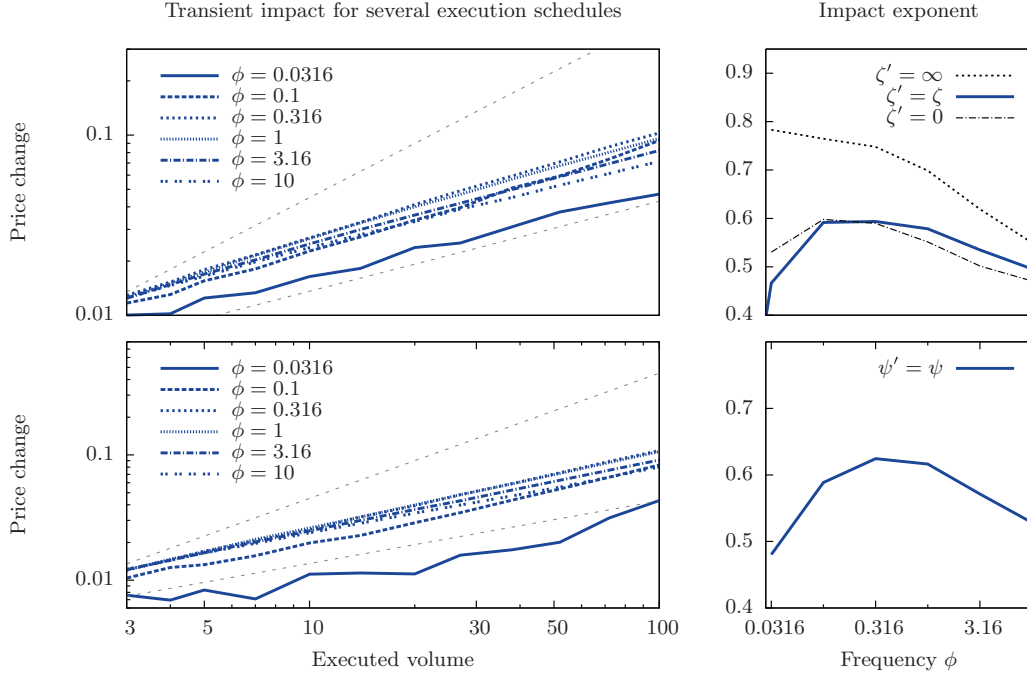 Transient impact for several execution schedules
Impact exponent
Price change
0.1
0.01
ϕ = 0.0316
ϕ = 0.1
ϕ = 0.316
ϕ = 1
ϕ = 3.16
ϕ = 10
0.9
0.8
0.7
0.6
0.5
0.4
ζ′ = ∞
ζ′ = ζ
ζ′ = 0
Price change
0.1
0.01
ϕ = 0.0316
ϕ = 0.1
ϕ = 0.316
ϕ = 1
ϕ = 3.16
ϕ = 10
3 5 10 30 50 100
Executed volume
0.7
0.6
0.5
0.4
ψ′ = ψ
0.0316 0.316 3.16
Frequency ϕ